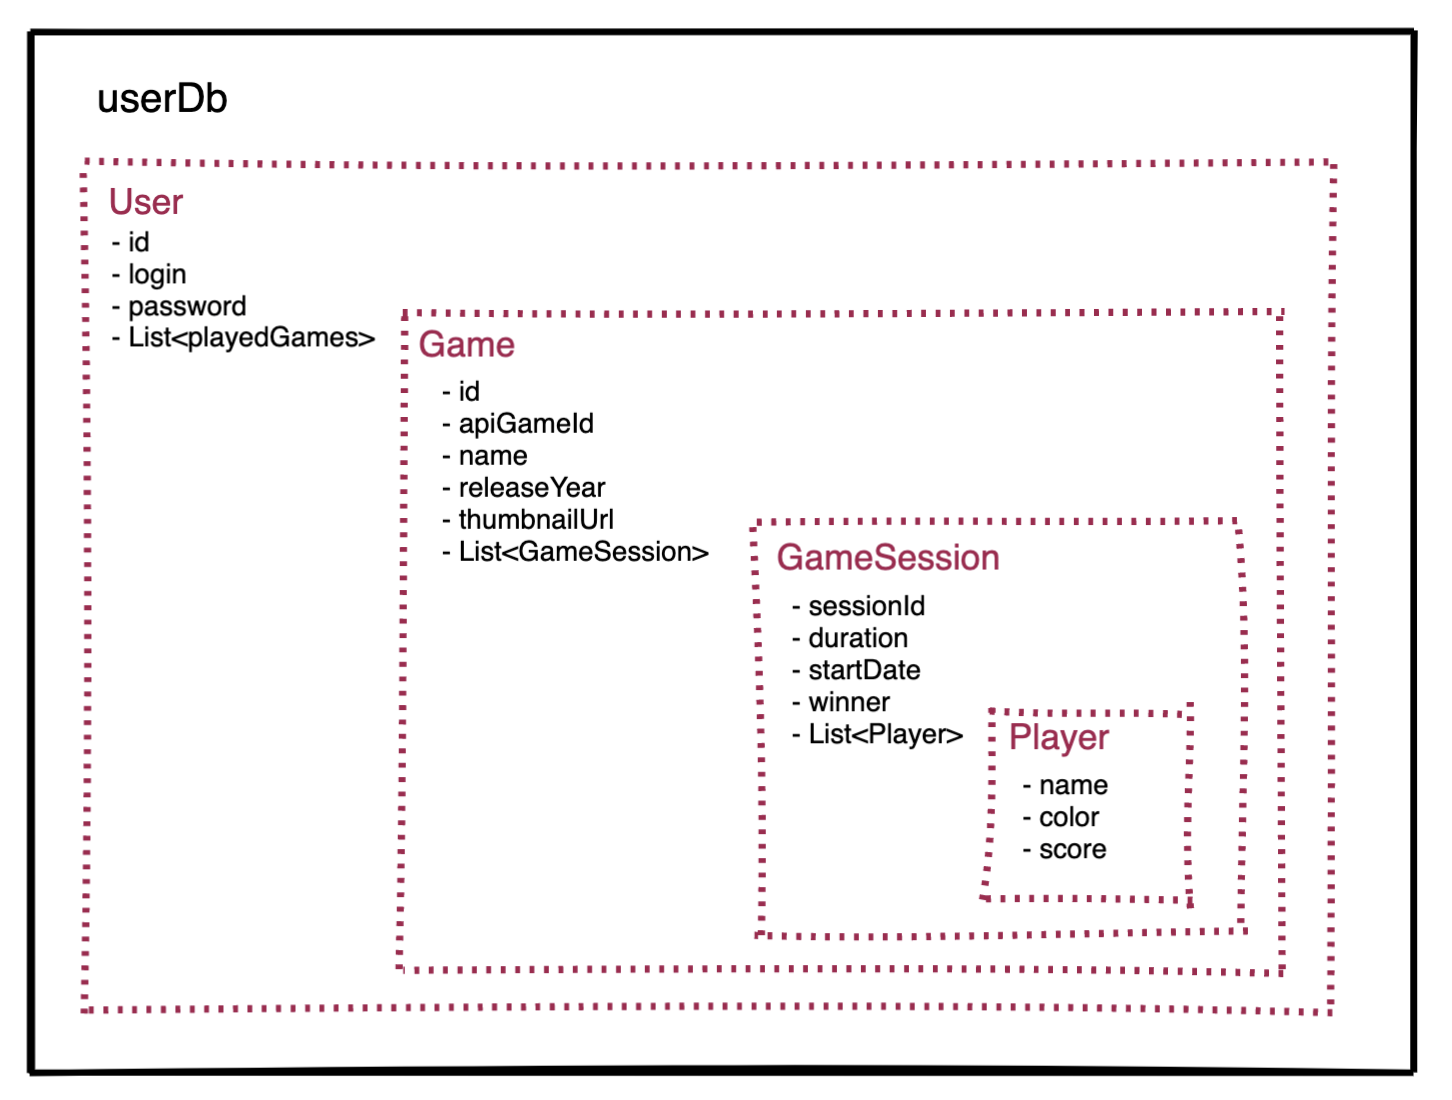 userDb
User
- id
- login
- password
- List<playedGames>
Game
- id
- apiGameId
- name
- releaseYear
- thumbnailUrl
- List<GameSession>
GameSession
- sessionId
- duration
- startDate
- winner
- List<Player>
Player
- name
- color
- score